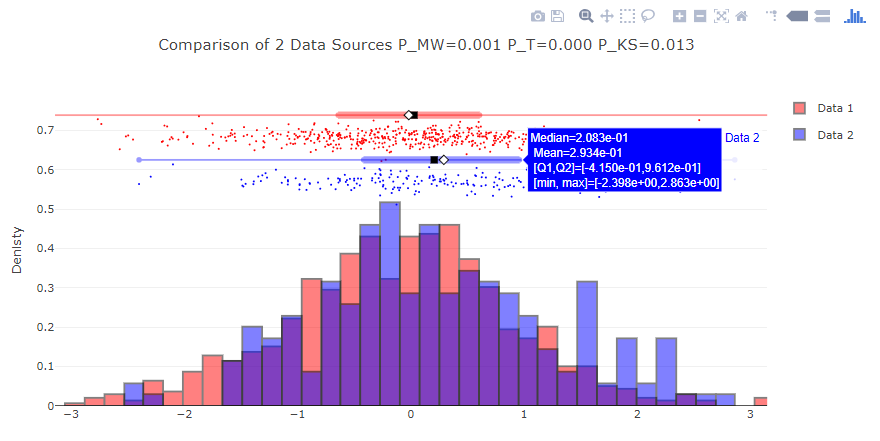 Comparison of 2 Data Sources P_MW=0.001 P_T=0.000 P_KS=0.013
Data 1
Data 2
Median=2.083e-01
Mean=2.934e-01
[Q1,Q2]=[-4.150e-01,9.612e-01]
[min, max]=[-2.398e+00,2.863e+00]
Data 2
Denisty
0.7
0.6
0.5
0.4
0.3
0.2
0.1
0
−3
−2
−1
0
1
2
3